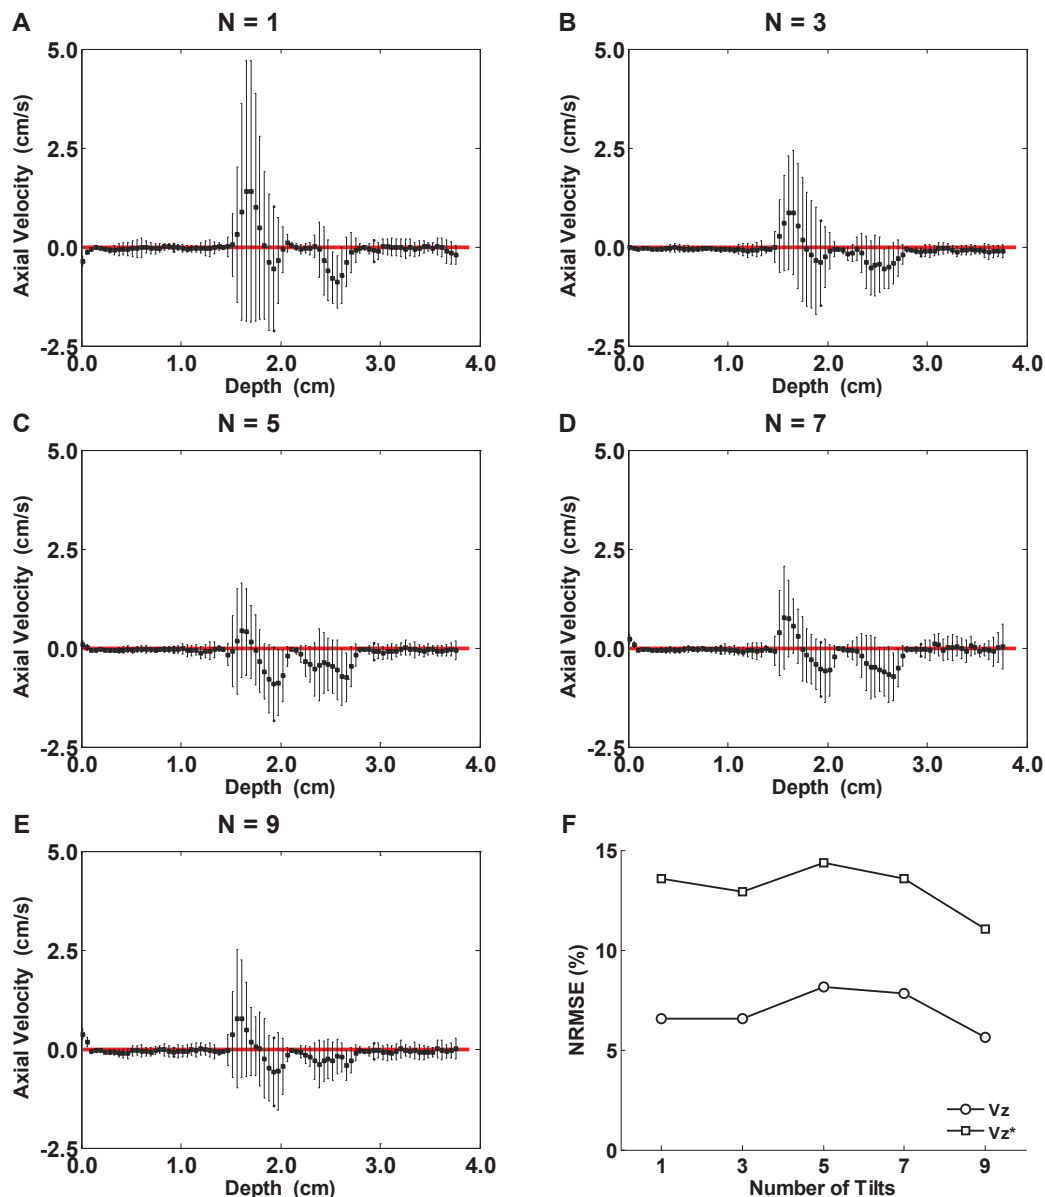 A
N = 1
5.0
2.5
0.0
-2.5
Axial Velocity (cm/s)
0.0 1.0 2.0 3.0 4.0
Depth (cm)
B
N = 3
5.0
2.5
0.0
-2.5
Axial Velocity (cm/s)
0.0 1.0 2.0 3.0 4.0
Depth (cm)
C
N = 5
5.0
2.5
0.0
-2.5
Axial Velocity (cm/s)
0.0 1.0 2.0 3.0 4.0
Depth (cm)
D
N = 7
5.0
2.5
0.0
-2.5
Axial Velocity (cm/s)
0.0 1.0 2.0 3.0 4.0
Depth (cm)
E
N = 9
5.0
2.5
0.0
-2.5
Axial Velocity (cm/s)
0.0 1.0 2.0 3.0 4.0
Depth (cm)
F
15
10
5
0
NRMSE (%)
Vz
Vz*
1 3 5 7 9
Number of Tilts